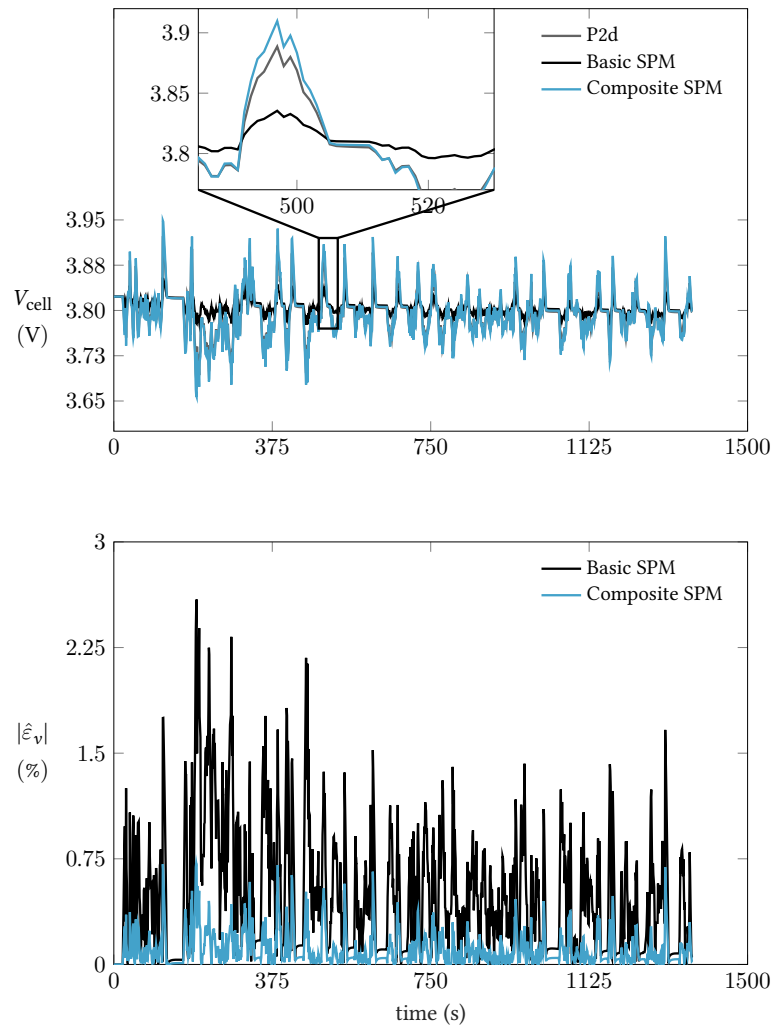 3.9
3.85
3.8
500
520
P2d
Basic SPM
Composite SPM
3.95
3.88
3.80
3.73
3.65
V_cell
(V)
0
375
750
1125
1500
3
2.25
1.5
0.75
0
|ε̂_v|
(%)
Basic SPM
Composite SPM
0
375
750
1125
1500
time (s)